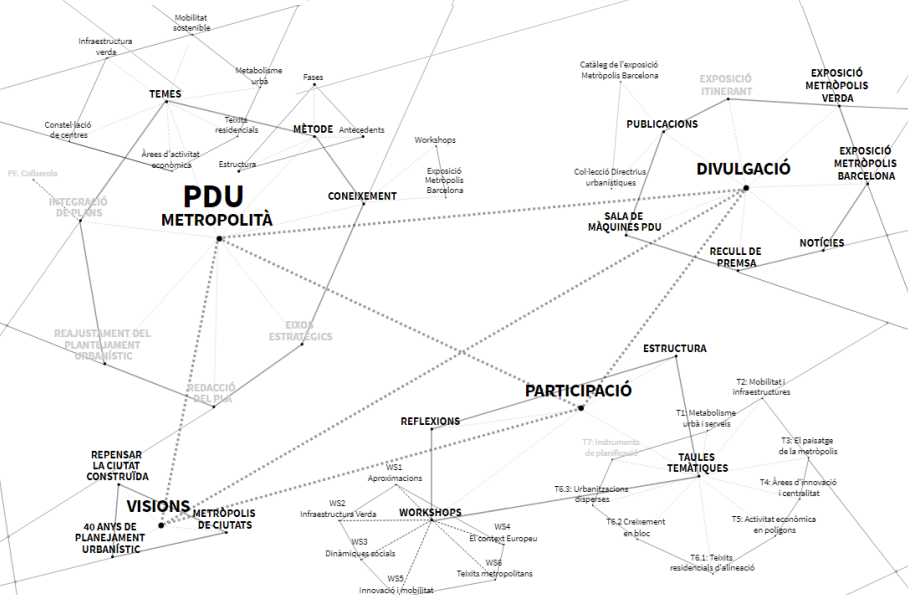 Mobilitat
sostenible
Infraestructura
verda
Metabolisme
urbà
Fases
TEMES
Constel·lació
de centres
Teixits
residencials
MÈTODE
Antecedents
Àrees d'activitat
econòmica
Estructura
Workshops
Exposició
Metròpolis
Barcelona
CONEIXEMENT
PE. Collserola
INTEGRACIÓ
DE PLANS
PDU
METROPOLITÀ
REAJUSTAMENT DEL
PLANTEJAMENT
URBANÍSTIC
EIXOS
ESTRATÈGICS
REDACCIÓ
DEL PLA
Catàleg de l'exposició
Metròpolis Barcelona
EXPOSICIÓ
ITINERANT
EXPOSICIÓ
METRÒPOLIS
VERDA
PUBLICACIONS
DIVULGACIÓ
EXPOSICIÓ
METRÒPOLIS
BARCELONA
Col·lecció Directrius
urbanístiques
SALA DE
MÀQUINES PDU
RECULL DE
PREMSA
NOTÍCIES
ESTRUCTURA
PARTICIPACIÓ
REFLEXIONS
T2: Mobilitat i
infraestructures
T1: Metabolisme
urbà i serveis
T7: Instruments
de planificació
T3: El paisatge
de la metròpolis
TAULES
TEMÀTIQUES
T4: Àrees d'innovació
i centralitat
T6.3: Urbanitzacions
disperses
T5: Activitat econòmica
en polígons
T6.2 Creixement
en bloc
T6.1: Teixits
residencials d'alineació
REPENSAR
LA CIUTAT
CONSTRUÏDA
VISIONS
METRÒPOLIS
DE CIUTATS
40 ANYS DE
PLANEJAMENT
URBANÍSTIC
WS1
Aproximacions
WS2
Infraestructura Verda
WORKSHOPS
WS4
El context Europeu
WS3
Dinàmiques socials
WS6
Teixits metropolitans
WS5
Innovació i mobilitat